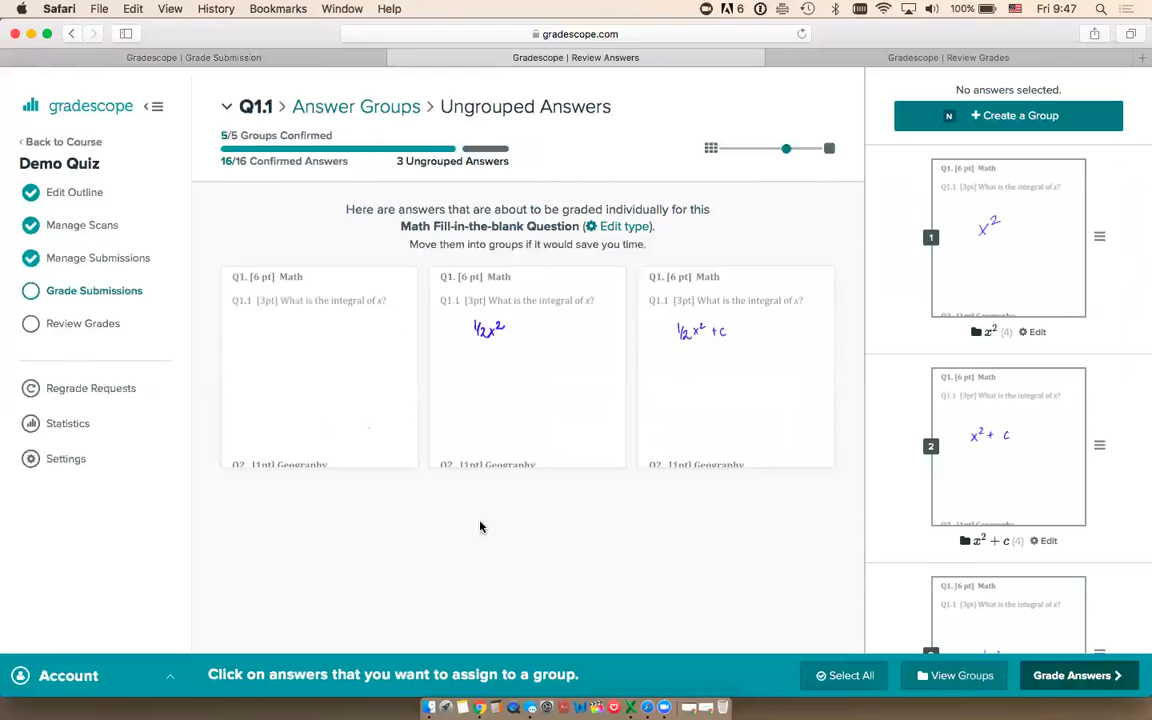 Safari File Edit View History Bookmarks Window Help 6 100% Fri 9:47
gradescope.com
Gradescope | Grade Submission Gradescope | Review Answers Gradescope | Review Grades
gradescope
Back to Course
Demo Quiz
Edit Outline
Manage Scans
Manage Submissions
Grade Submissions
Review Grades
Regrade Requests
Statistics
Settings
Account
Q1.1 > Answer Groups > Ungrouped Answers
5/5 Groups Confirmed
16/16 Confirmed Answers 3 Ungrouped Answers
Here are answers that are about to be graded individually for this
Math Fill-in-the-blank Question (Edit type).
Move them into groups if it would save you time.
Q1. [6 pt] Math
Q1.1 [3pt] What is the integral of x?
Q2. [1pt] Geography
Q1. [6 pt] Math
Q1.1 [3pt] What is the integral of x?
1/2x²
Q2. [1pt] Geography
Q1. [6 pt] Math
Q1.1 [3pt] What is the integral of x?
1/2x² + c
Q2. [1pt] Geography
No answers selected.
N + Create a Group
Q1. [6 pt] Math
Q1.1 [3pt] What is the integral of x?
x²
1
x² (4) Edit
Q1. [6 pt] Math
Q1.1 [3pt] What is the integral of x?
x² + c
2
x² + c (4) Edit
Q1. [6 pt] Math
Q1.1 [3pt] What is the integral of x?
Click on answers that you want to assign to a group.
Select All View Groups Grade Answers